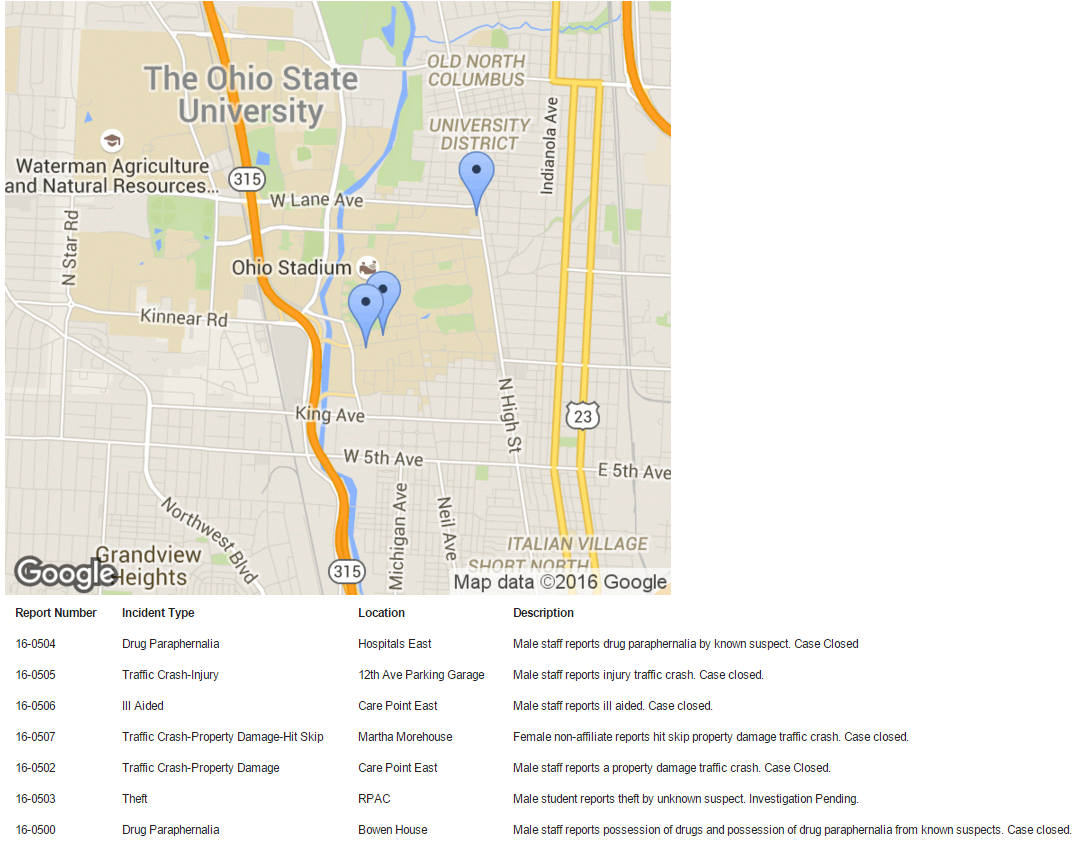 OLD NORTH
COLUMBUS
The Ohio State
University
Indianola Ave
UNIVERSITY
DISTRICT
Waterman Agriculture
and Natural Resources...
315
W Lane Ave
N Star Rd
Ohio Stadium
Kinnear Rd
N High St
King Ave
23
W 5th Ave
E 5th Ave
Michigan Ave
Neil Ave
Northwest Blvd
ITALIAN VILLAGE
Grandview
Heights
SHORT NORTH
315
Google
Map data ©2016 Google
Report Number Incident Type Location Description
16-0504 Drug Paraphernalia Hospitals East Male staff reports drug paraphernalia by known suspect. Case Closed
16-0505 Traffic Crash-Injury 12th Ave Parking Garage Male staff reports injury traffic crash. Case closed.
16-0506 Ill Aided Care Point East Male staff reports ill aided. Case closed.
16-0507 Traffic Crash-Property Damage-Hit Skip Martha Morehouse Female non-affiliate reports hit skip property damage traffic crash. Case closed.
16-0502 Traffic Crash-Property Damage Care Point East Male staff reports a property damage traffic crash. Case Closed.
16-0503 Theft RPAC Male student reports theft by unknown suspect. Investigation Pending.
16-0500 Drug Paraphernalia Bowen House Male staff reports possession of drugs and possession of drug paraphernalia from known suspects. Case closed.